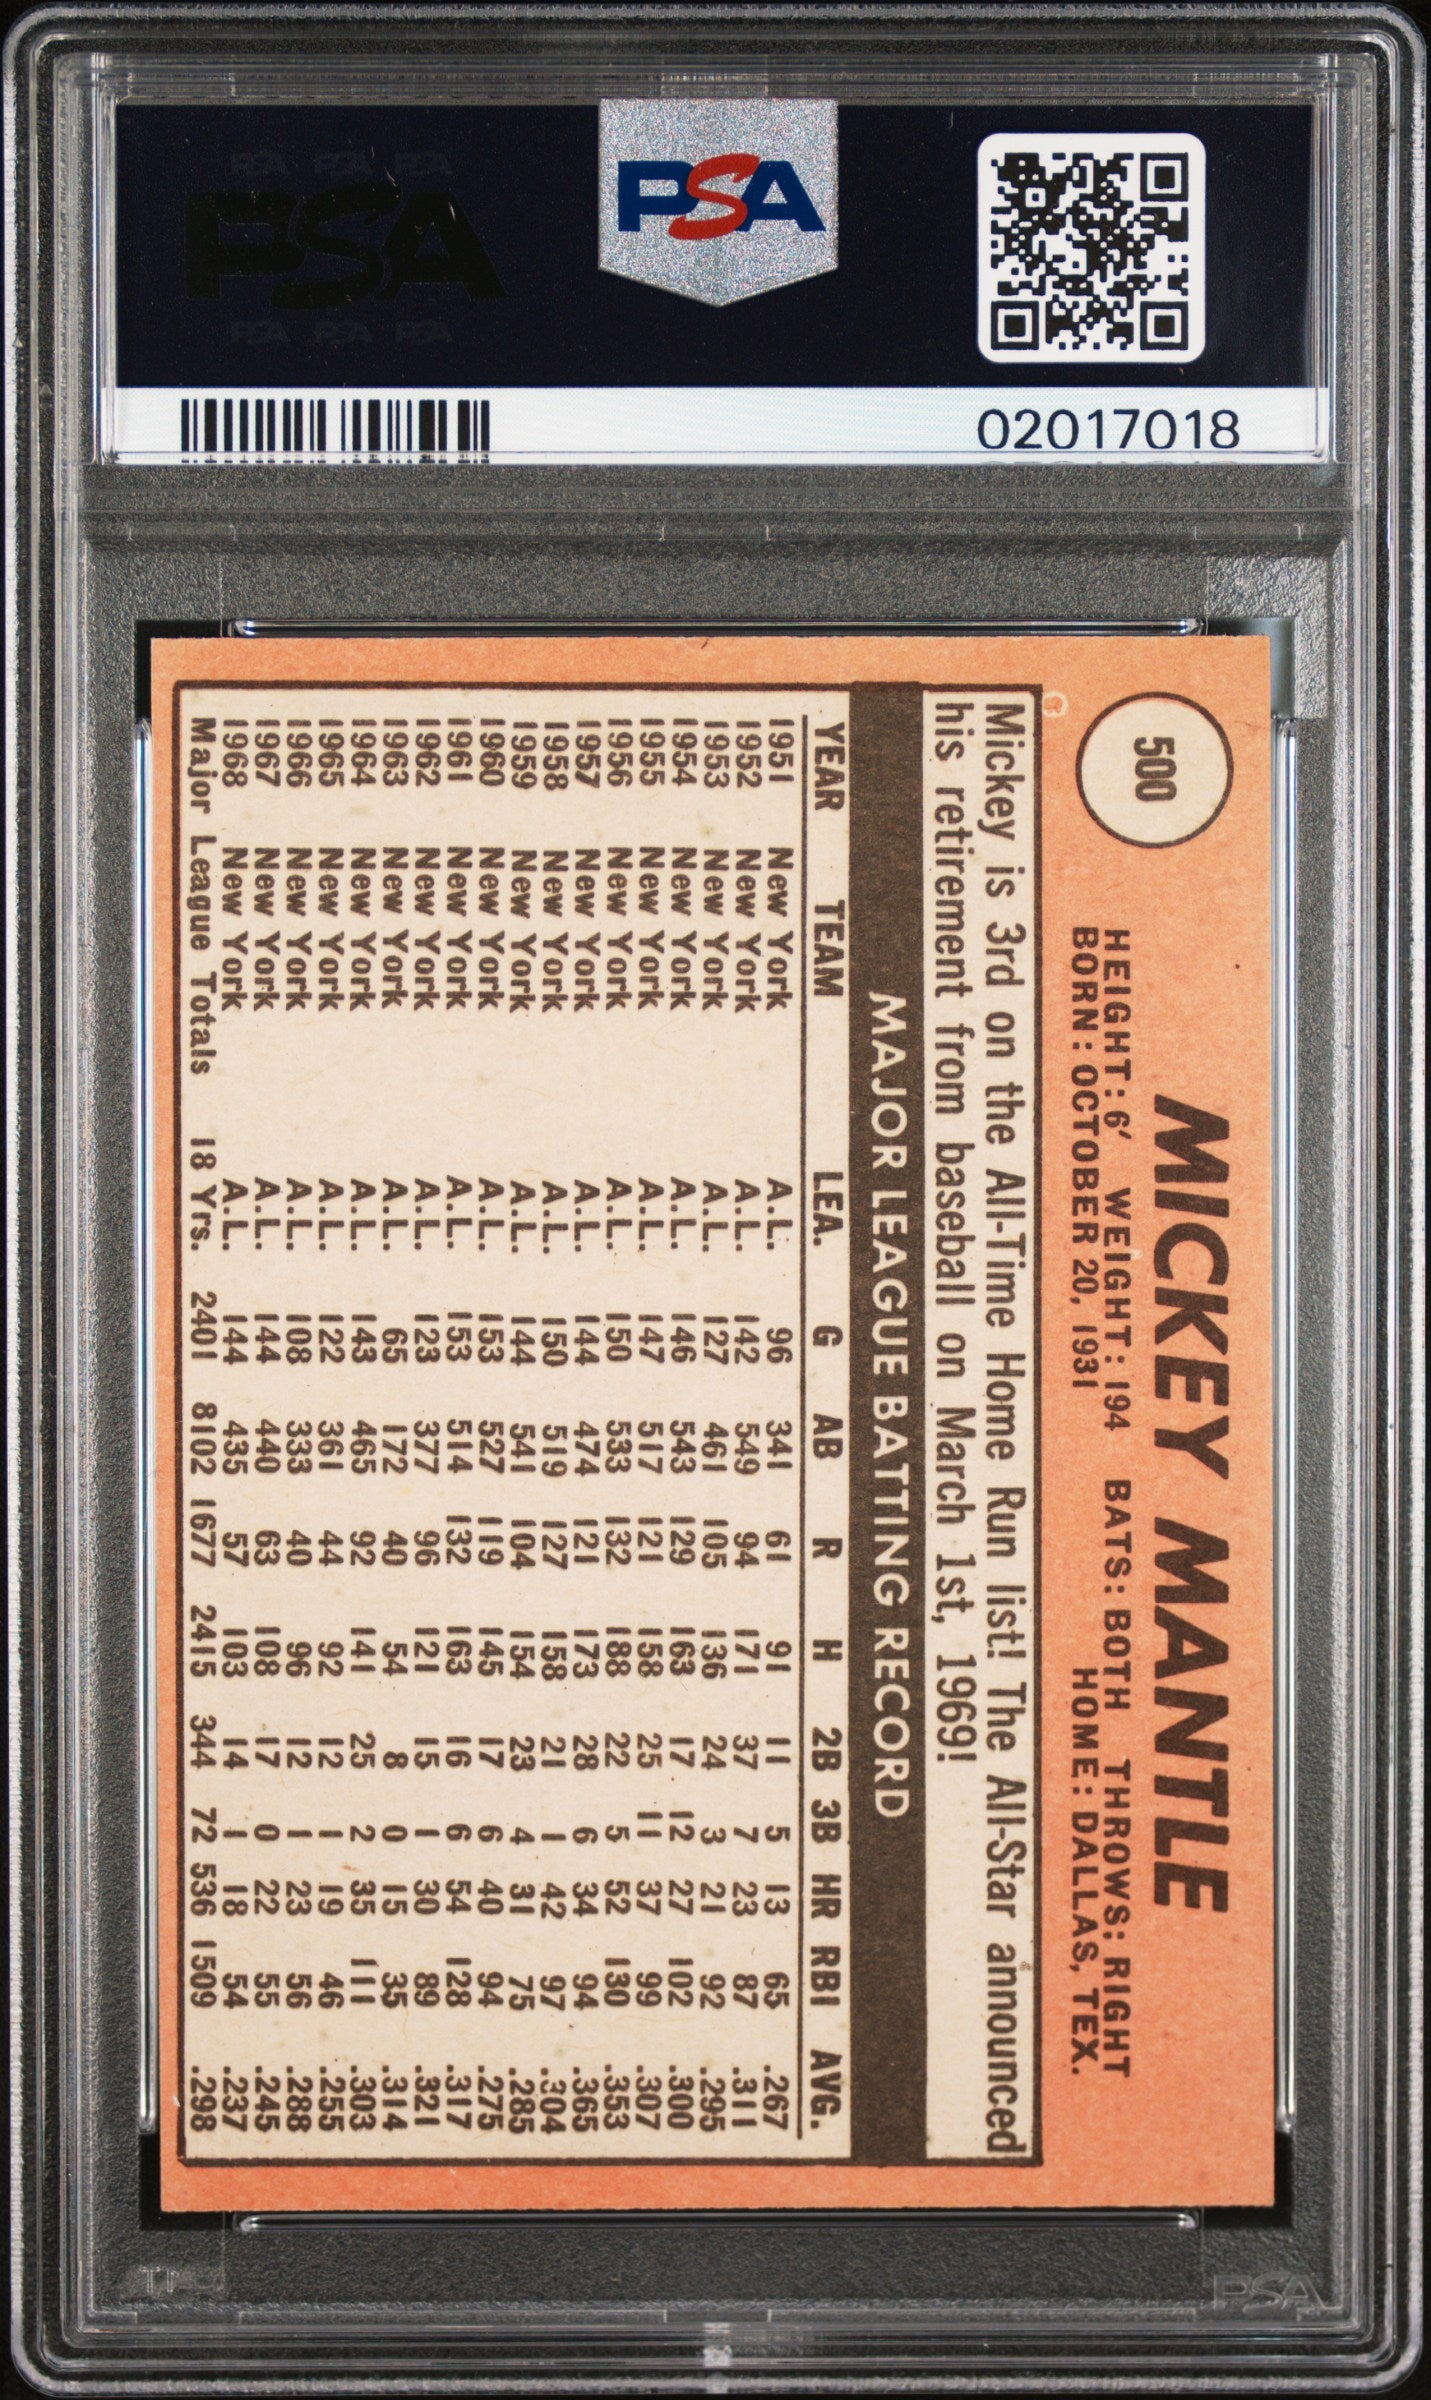 PSA PSA PSA
PSA
PSA PSA PSA
PSA
02017018
500
MICKEY MANTLE
HEIGHT: 6' WEIGHT: 194 BATS: BOTH THROWS: RIGHT
BORN: OCTOBER 20, 1931 HOME: DALLAS, TEX.
Mickey is 3rd on the All-Time Home Run list! The All-Star announced
his retirement from baseball on March 1st, 1969!
MAJOR LEAGUE BATTING RECORD
YEAR TEAM LEA. G AB R H 2B 3B HR RBI AVG.
1951 New York A.L. 96 341 61 91 11 5 13 65 .267
1952 New York A.L. 142 549 94 171 37 7 23 87 .311
1953 New York A.L. 127 461 105 136 24 3 21 92 .295
1954 New York A.L. 146 543 129 163 17 12 27 102 .300
1955 New York A.L. 147 517 121 158 25 11 37 99 .307
1956 New York A.L. 150 533 132 188 22 5 52 130 .353
1957 New York A.L. 144 474 121 173 28 6 34 94 .365
1958 New York A.L. 150 519 127 158 21 1 42 97 .304
1959 New York A.L. 144 541 104 154 23 4 31 75 .285
1960 New York A.L. 153 527 119 145 17 6 40 94 .275
1961 New York A.L. 153 514 132 163 16 6 54 128 .317
1962 New York A.L. 123 377 96 121 15 1 30 89 .321
1963 New York A.L. 65 172 40 54 8 0 15 35 .314
1964 New York A.L. 143 465 92 141 25 2 35 111 .303
1965 New York A.L. 122 361 44 92 12 1 19 46 .255
1966 New York A.L. 108 333 40 96 12 1 23 56 .288
1967 New York A.L. 144 440 63 108 17 0 22 55 .245
1968 New York A.L. 144 435 57 103 14 1 18 54 .237
Major League Totals 18 Yrs. 2401 8102 1677 2415 344 72 536 1509 .298
PSA